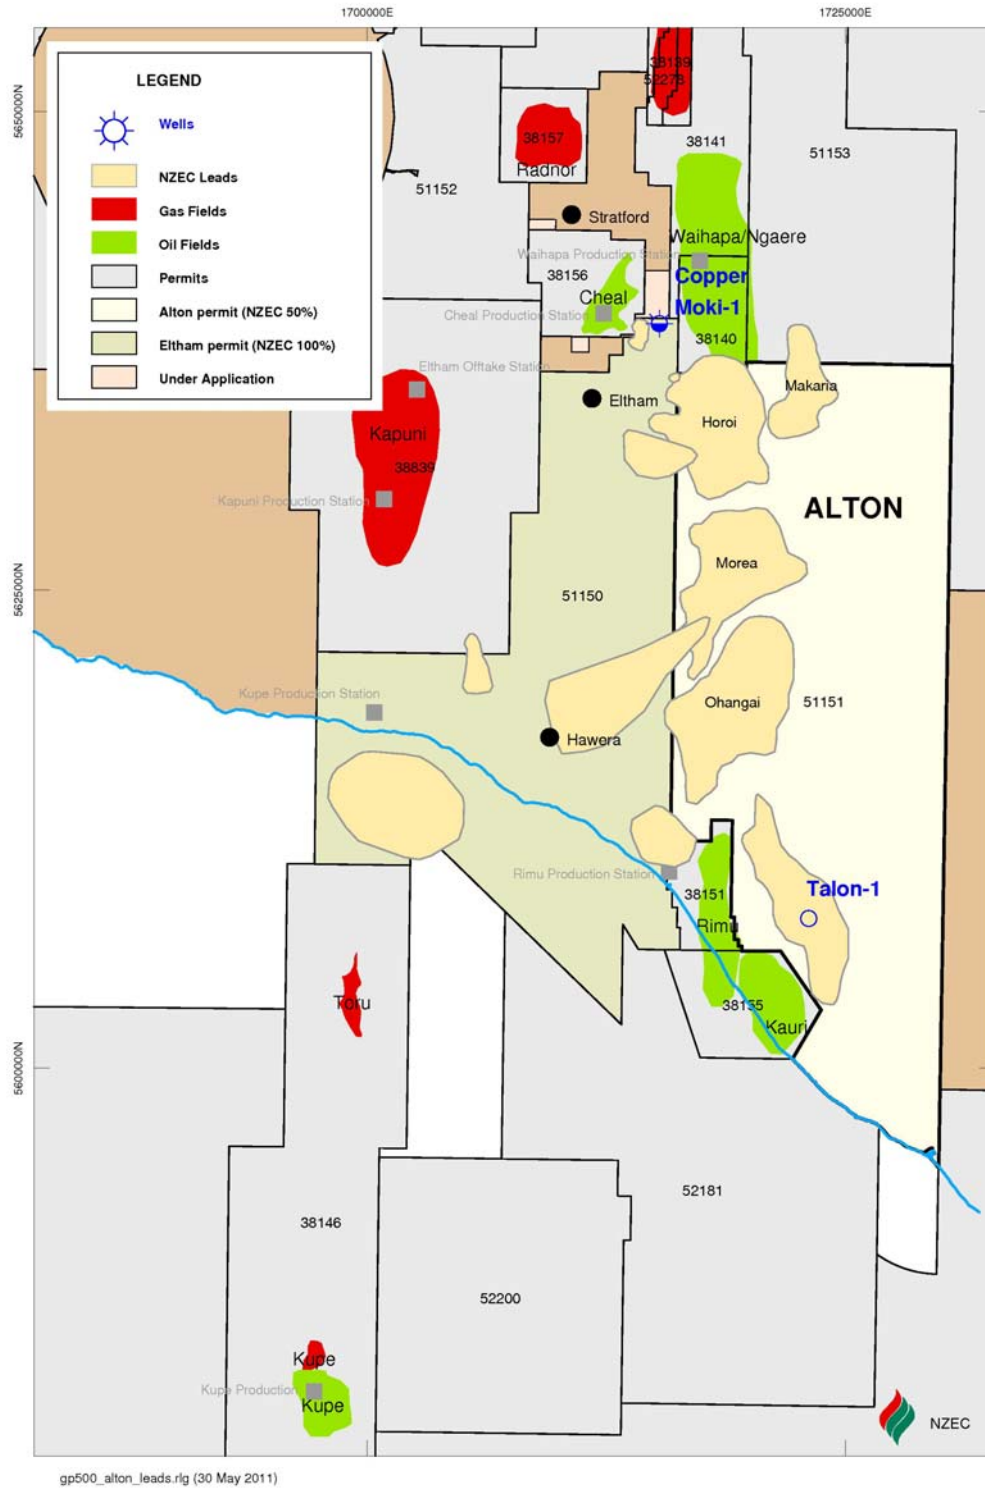 1700000E
1725000E
5650000N
5625000N
5600000N
LEGEND
Wells
NZEC Leads
Gas Fields
Oil Fields
Permits
Alton permit (NZEC 50%)
Eltham permit (NZEC 100%)
Under Application
38139
52278
38157
Radnor
38141
51153
51152
Stratford
Waihapa/Ngaere
Waihapa Production Station
38156
Copper
Moki-1
Cheal
Cheal Production Station
38140
Eltham Offtake Station
Makaria
Eltham
Horoi
Kapuni
38839
Kapuni Production Station
ALTON
Morea
51150
Kupe Production Station
Ohangai
51151
Hawera
Rimu Production Station
Talon-1
38151
Rimu
Toru
38155
Kauri
52181
38146
52200
Kupe
Kupe Production
Kupe
NZEC
gp500_alton_leads.rlg (30 May 2011)